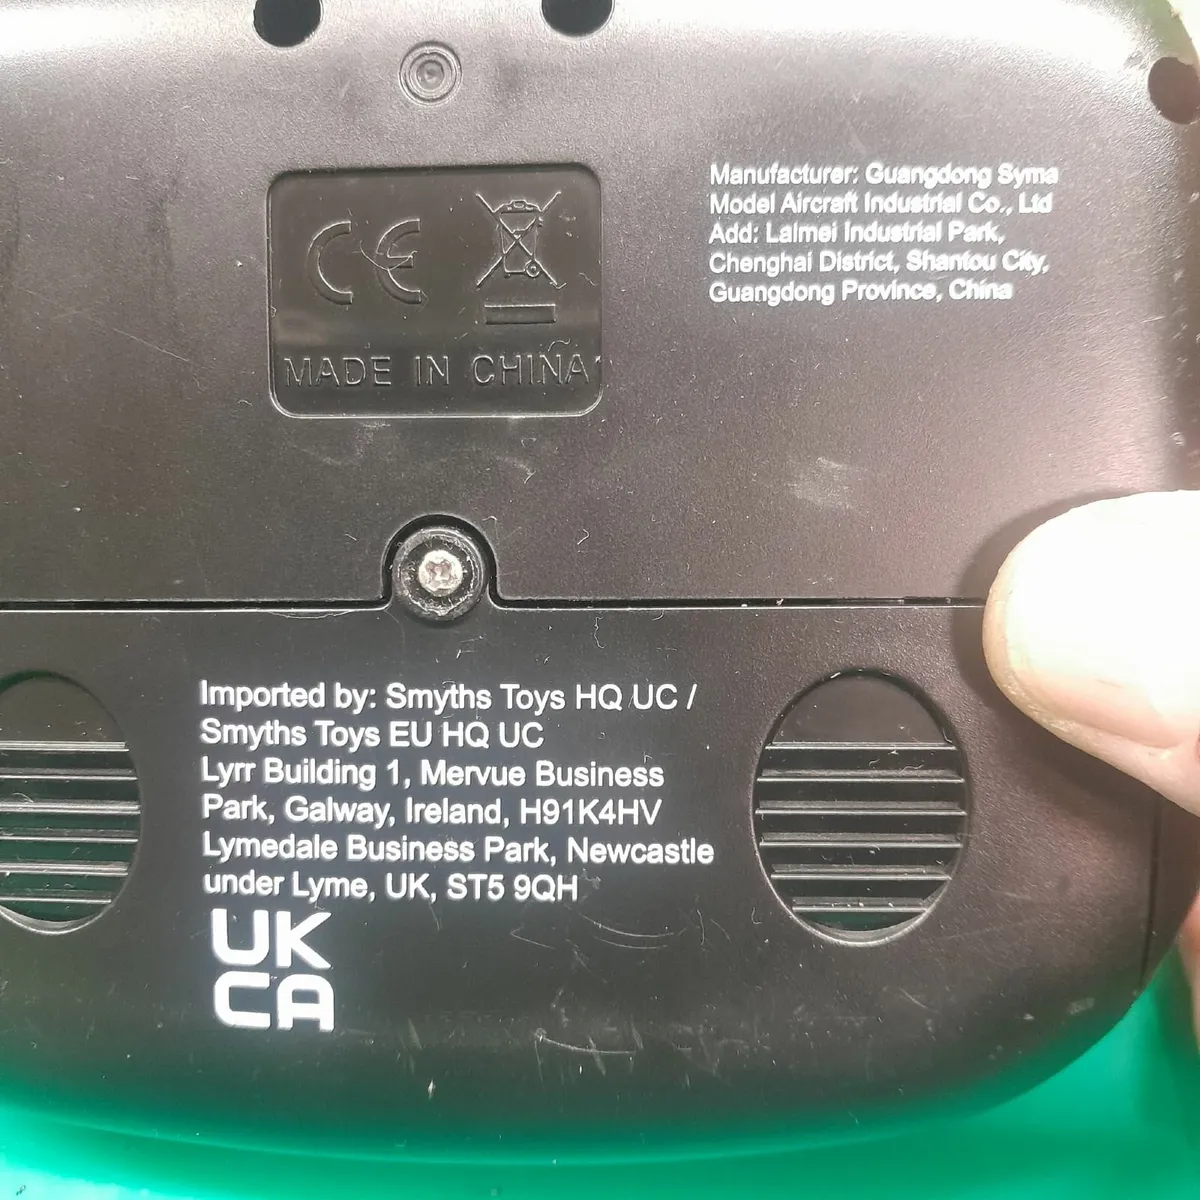 CE
MADE IN CHINA
Manufacturer: Guangdong Syma
Model Aircraft Industrial Co., Ltd
Add: Laimei Industrial Park,
Chenghai District, Shantou City,
Guangdong Province, China
Imported by: Smyths Toys HQ UC /
Smyths Toys EU HQ UC
Lyrr Building 1, Mervue Business
Park, Galway, Ireland, H91K4HV
Lymedale Business Park, Newcastle
under Lyme, UK, ST5 9QH
UK
CA